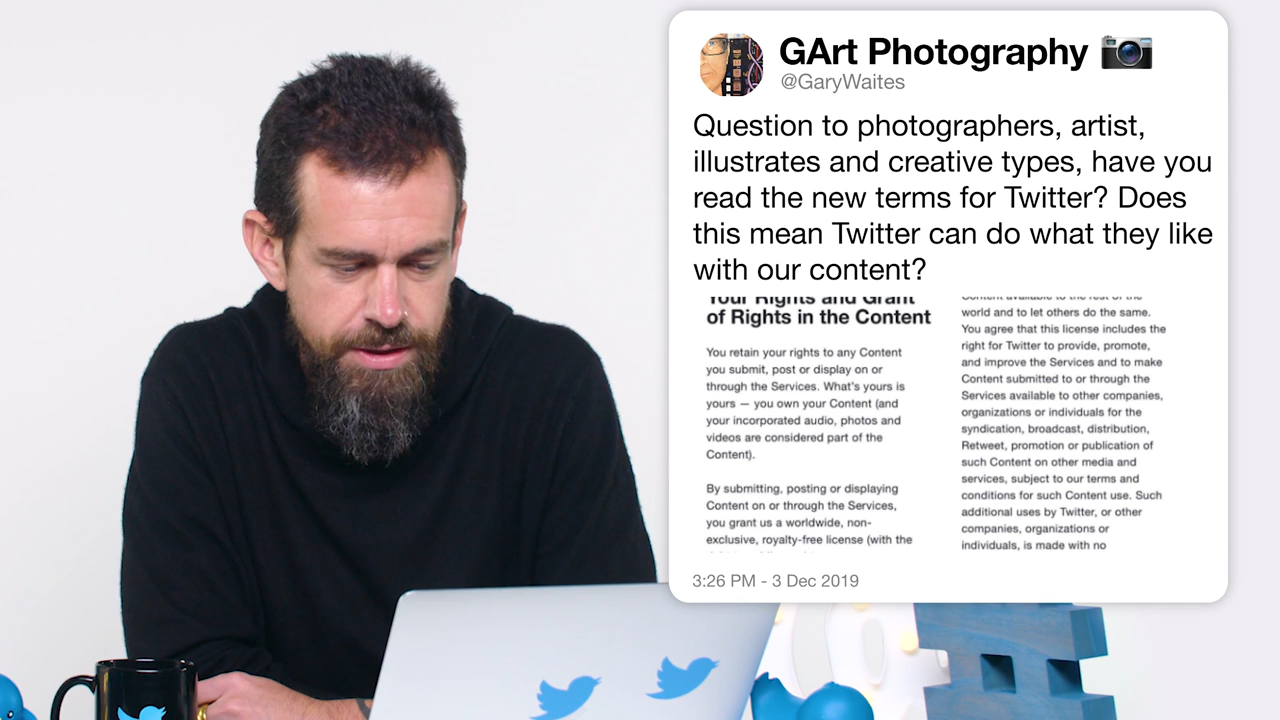 GArt Photography
@GaryWaites
Question to photographers, artist,
illustrates and creative types, have you
read the new terms for Twitter? Does
this mean Twitter can do what they like
with our content?
Your Rights and Grant
of Rights in the Content
You retain your rights to any Content
you submit, post or display on or
through the Services. What's yours is
yours — you own your Content (and
your incorporated audio, photos and
videos are considered part of the
Content).
By submitting, posting or displaying
Content on or through the Services,
you grant us a worldwide, non-
exclusive, royalty-free license (with the
Content available to the rest of the
world and to let others do the same.
You agree that this license includes the
right for Twitter to provide, promote,
and improve the Services and to make
Content submitted to or through the
Services available to other companies,
organizations or individuals for the
syndication, broadcast, distribution,
Retweet, promotion or publication of
such Content on other media and
services, subject to our terms and
conditions for such Content use. Such
additional uses by Twitter, or other
companies, organizations or
individuals, is made with no
3:26 PM - 3 Dec 2019